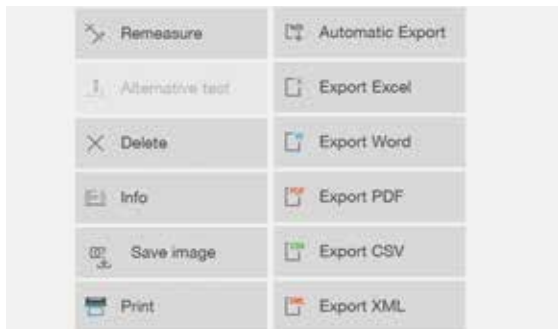 Remeasure
Alternative test
Delete
Info
Save image
Print
Automatic Export
Export Excel
Export Word
Export PDF
Export CSV
Export XML